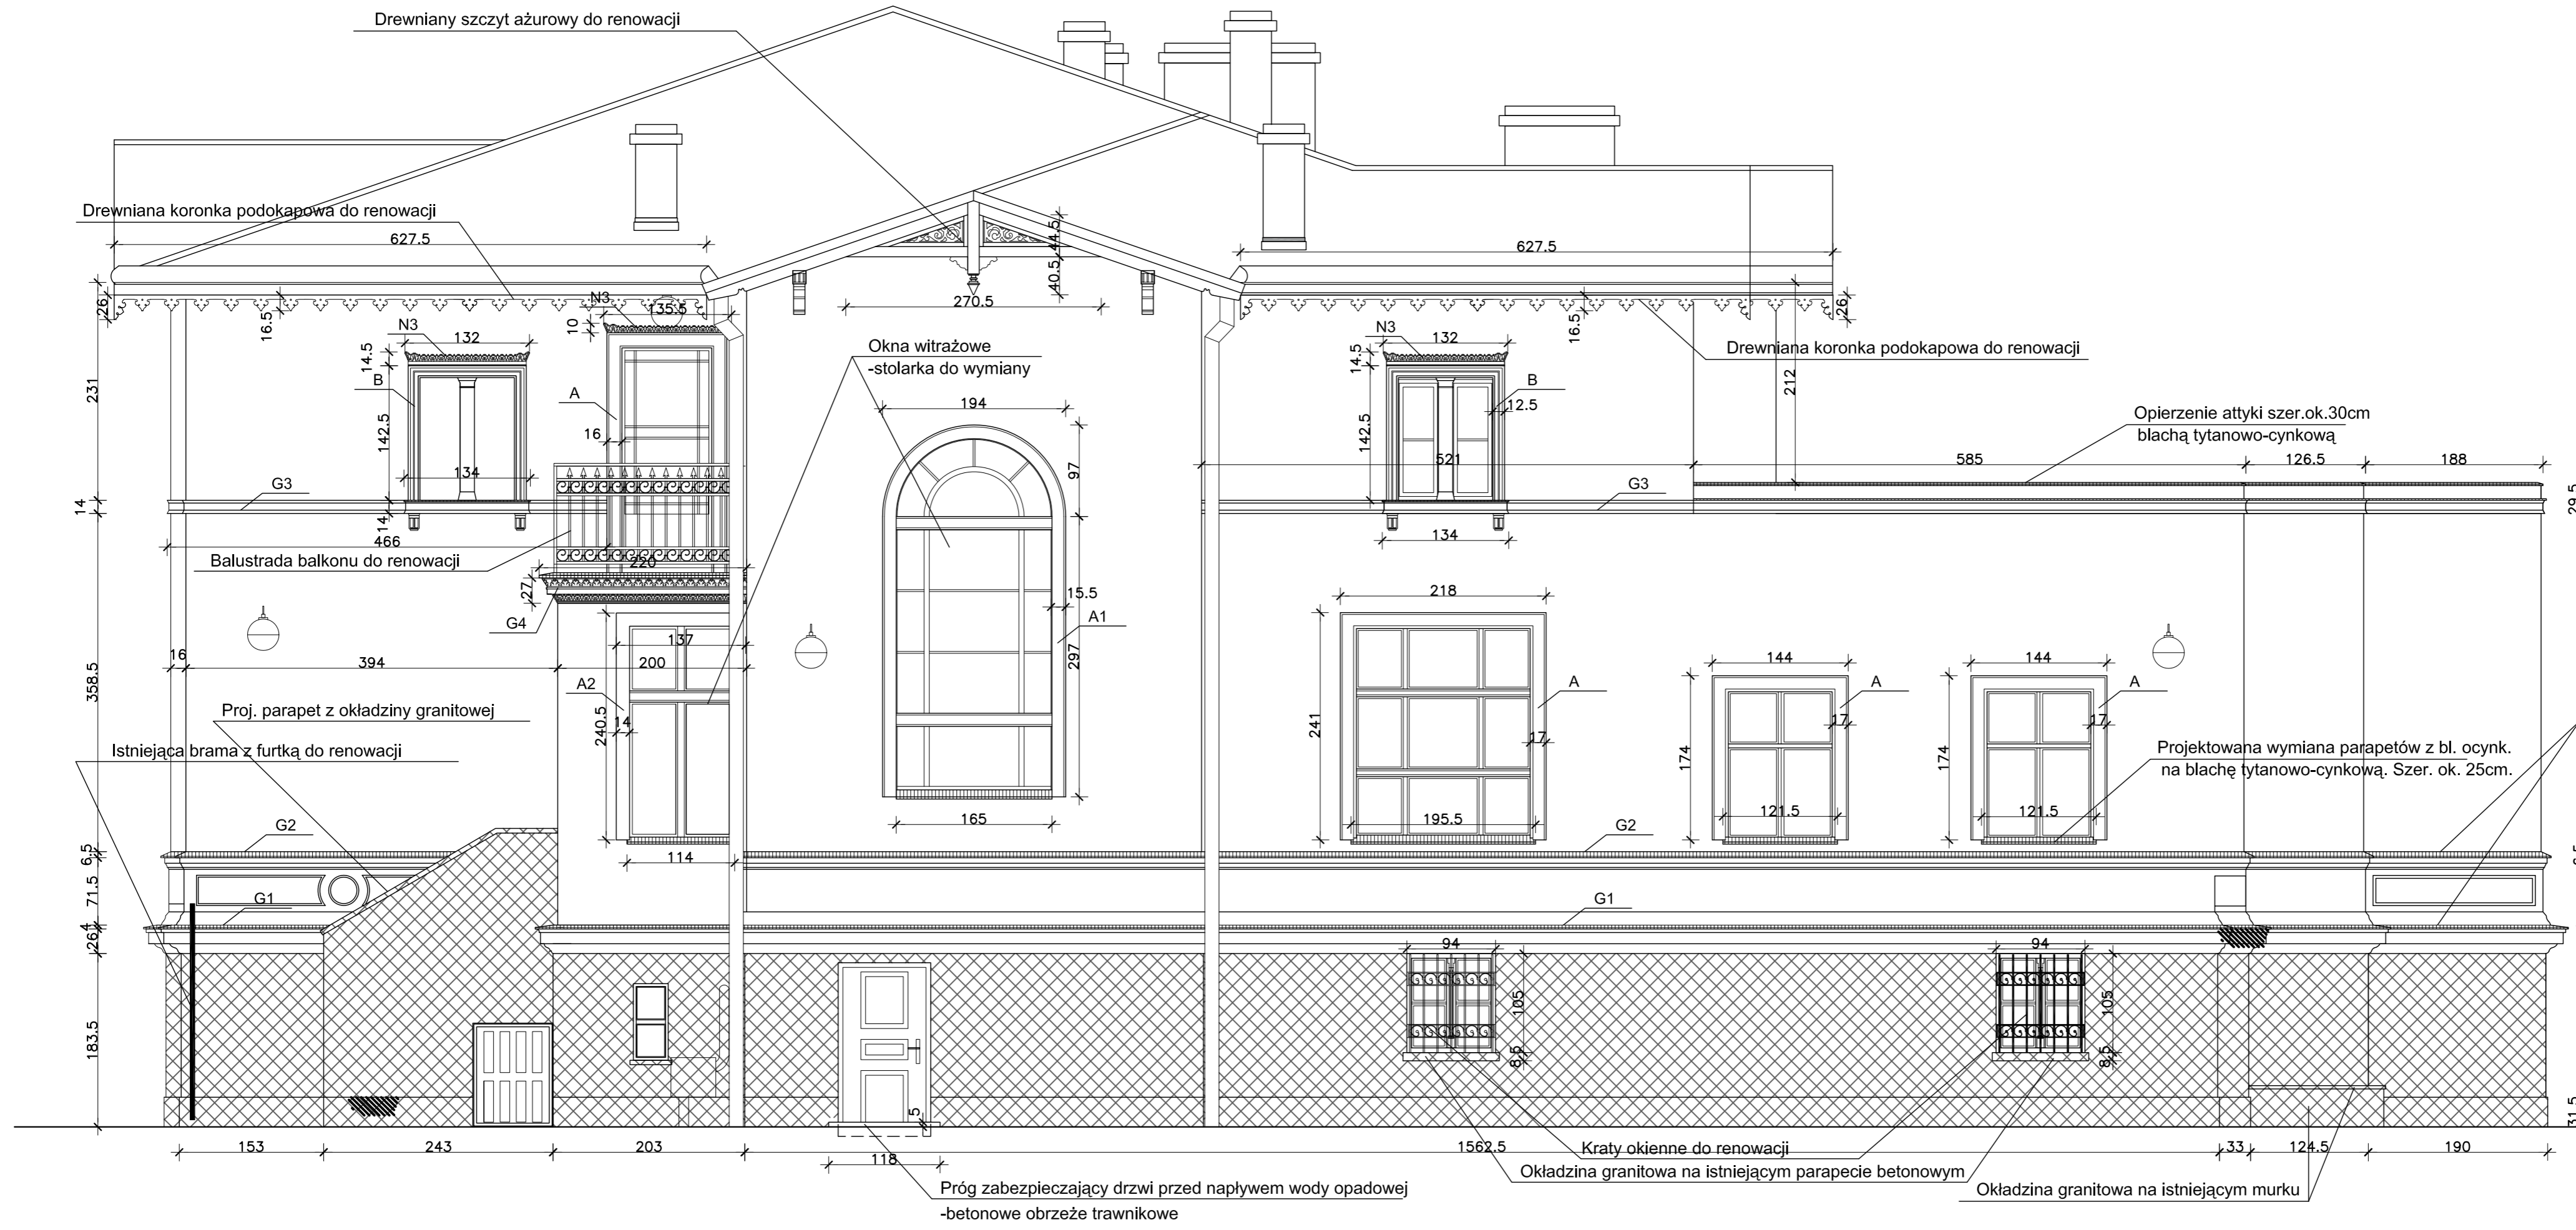 Drewniany szczyt ażurowy do renowacji
Drewniana koronka podokapowa do renowacji
627.5
44.5
627.5
40.5
26
N3
135.5
270.5
26
16.5
10
16.5
N3
132
N3
132
Okna witrażowe
-stolarka do wymiany
Drewniana koronka podokapowa do renowacji
14.5
14.5
B
A
B
212
231
194
12.5
Opierzenie attyki szer.ok.30cm
blachą tytanowo-cynkową
142.5
16
142.5
134
97
521
585
126.5
188
G3
G3
14
14
29.5
466
134
Balustrada balkonu do renowacji
220
27
15.5
218
G4
A1
137
16
394
200
297
144
144
358.5
A2
A
A
A
Proj. parapet z okładziny granitowej
14
240.5
241
17
17
17
174
174
Istniejąca brama z furtką do renowacji
Projektowana wymiana parapetów z bl. ocynk.
na blachę tytanowo-cynkową. Szer. ok. 25cm.
165
195.5
121.5
121.5
G2
G2
6.5
114
71.5
G1
G1
4
26
94
94
105
105
183.5
8.5
8.5
5
31.5
153
243
203
118
1562.5
33
124.5
190
Kraty okienne do renowacji
Okładzina granitowa na istniejącym parapecie betonowym
Próg zabezpieczający drzwi przed napływem wody opadowej
-betonowe obrzeże trawnikowe
Okładzina granitowa na istniejącym murku